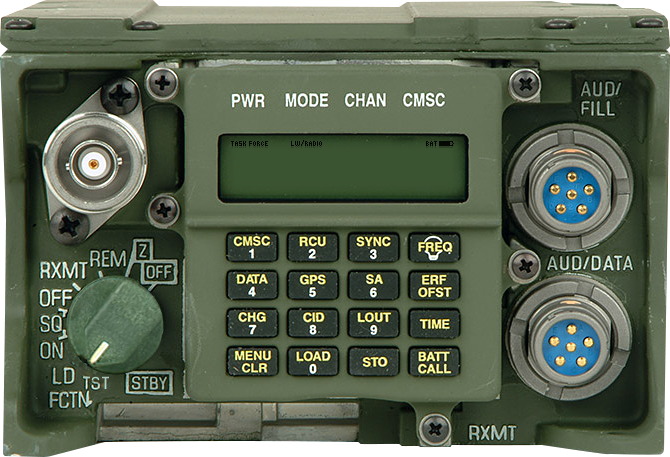 PWR MODE CHAN CMSC
AUD/
FILL
TASK FORCE LW/RADIO BAT
CMSC RCU SYNC FREQ
1 2 3
DATA GPS SA ERF
4 5 6 OFST
CHG CID LOUT TIME
7 8 9
MENU LOAD STO BATT
CLR 0 CALL
RXMT REM Z
OFF
OFF
SQ
ON
LD TST STBY
FCTN
AUD/DATA
RXMT